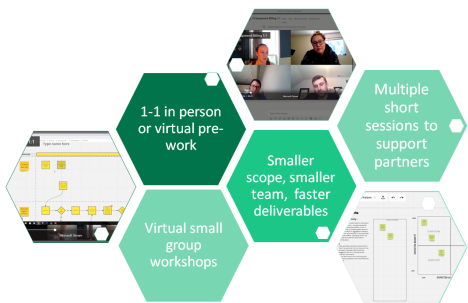 1-1 in person
or virtual pre-
work
Multiple
short
sessions to
support
partners
Smaller
scope, smaller
team, faster
deliverables
Virtual small
group
workshops